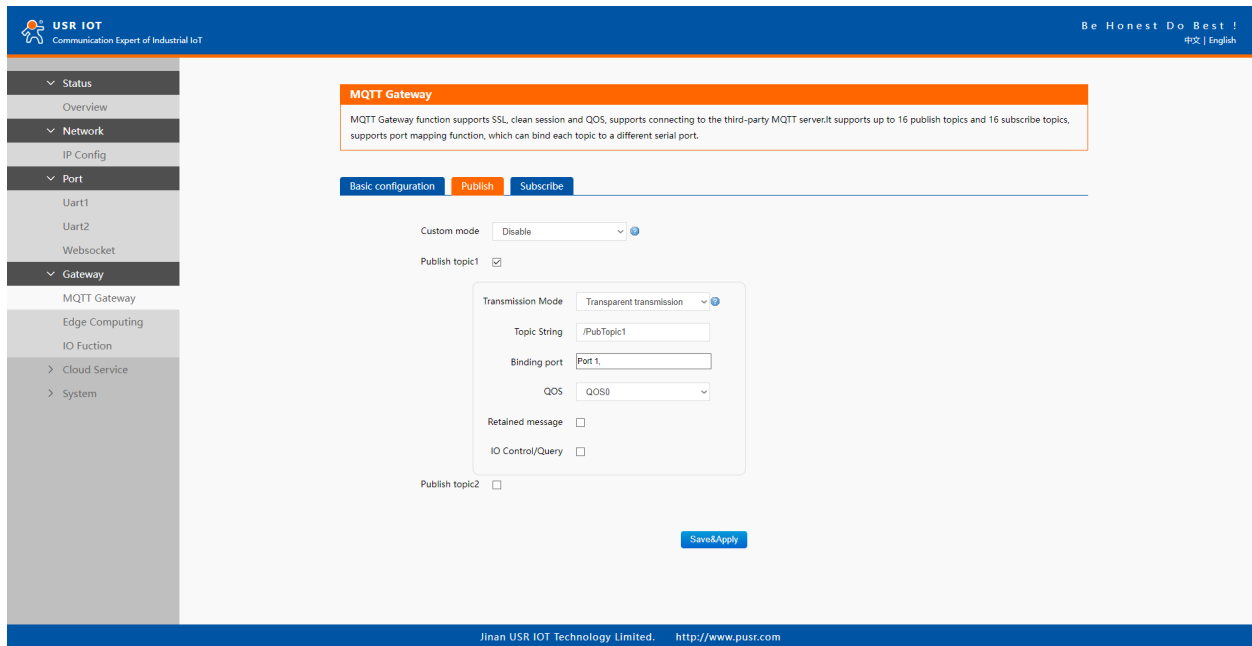 USR IOT
Communication Expert of Industrial IoT
Be Honest Do Best !
中文 | English
Status
Overview
Network
IP Config
Port
Uart1
Uart2
Websocket
Gateway
MQTT Gateway
Edge Computing
IO Fuction
Cloud Service
System
MQTT Gateway
MQTT Gateway function supports SSL, clean session and QOS, supports connecting to the third-party MQTT server.It supports up to 16 publish topics and 16 subscribe topics,
supports port mapping function, which can bind each topic to a different serial port.
Basic configuration Publish Subscribe
Custom mode Disable
Publish topic1
Transmission Mode Transparent transmission
Topic String /PubTopic1
Binding port Port 1,
QOS QOS0
Retained message
IO Control/Query
Publish topic2
Save&Apply
Jinan USR IOT Technology Limited. http://www.pusr.com